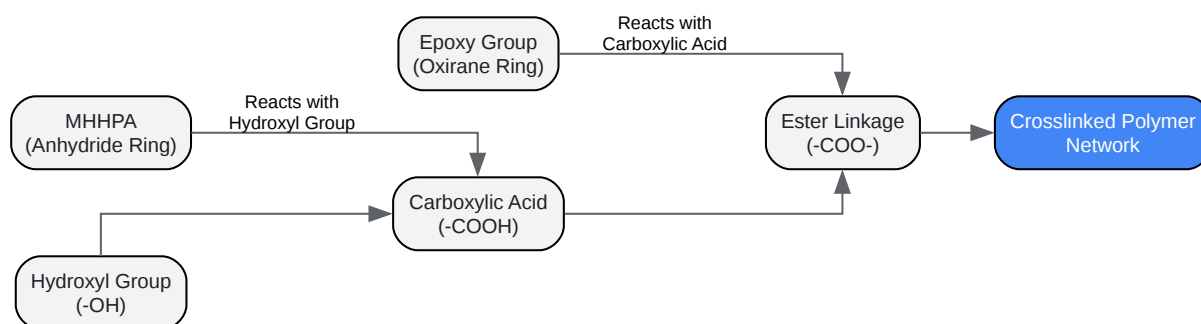 Epoxy Group
(Oxirane Ring)
Reacts with
Carboxylic Acid
MHHPA
(Anhydride Ring)
Reacts with
Hydroxyl Group
Ester Linkage
(-COO-)
Crosslinked Polymer
Network
Carboxylic Acid
(-COOH)
Hydroxyl Group
(-OH)